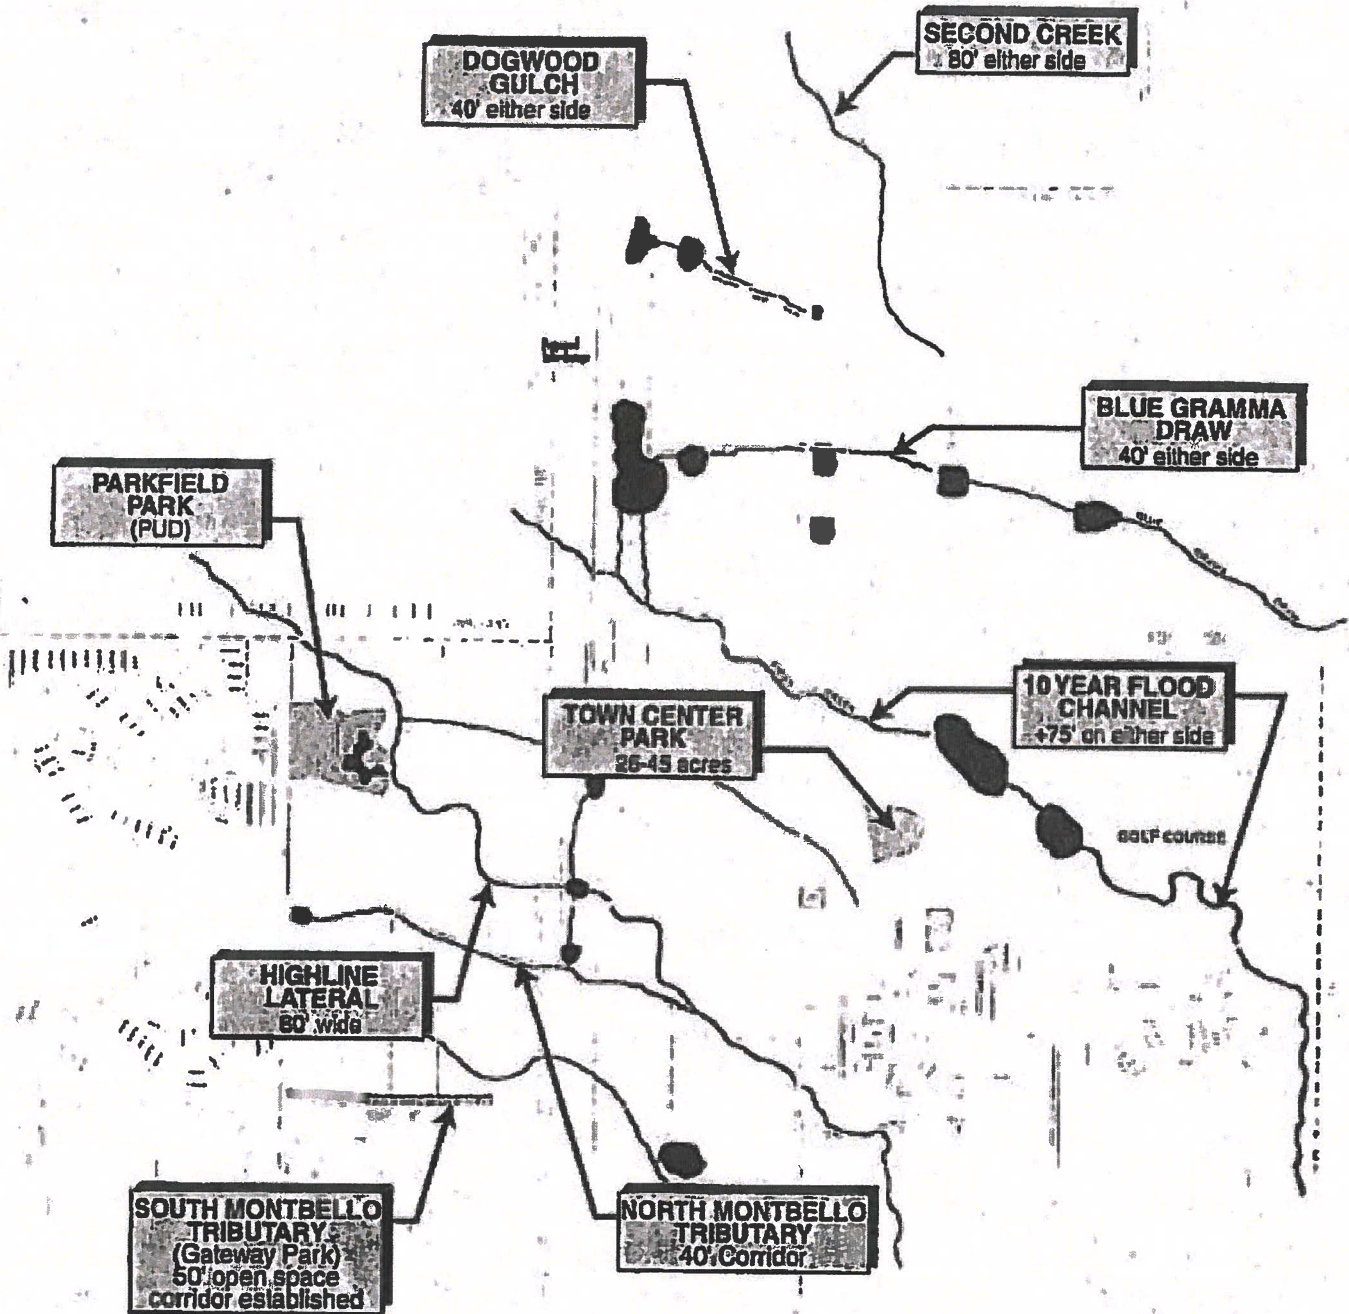 SECOND CREEK
80' either side
DOGWOOD
GULCH
40' either side
BLUE GRAMMA
DRAW
40' either side
PARKFIELD
PARK
(PUD)
10 YEAR FLOOD
CHANNEL
+75' on either side
TOWN CENTER
PARK
26-45 acres
GOLF COURSE
HIGHLINE
LATERAL
80' wide
SOUTH MONTBELLO
TRIBUTARY
(Gateway Park)
50' open space
corridor established
NORTH MONTBELLO
TRIBUTARY
40' Corridor